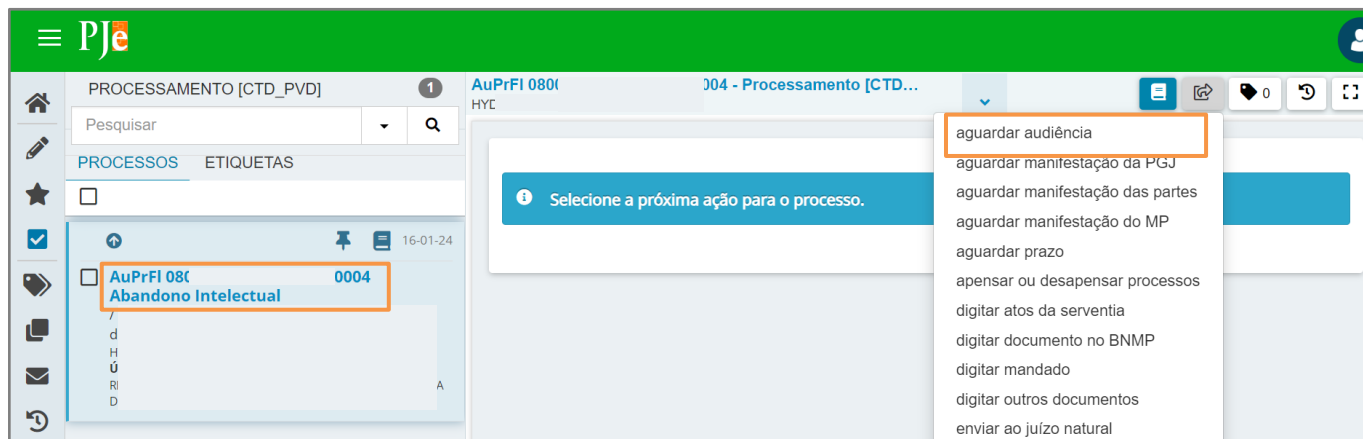 PJe
PROCESSAMENTO [CTD_PVD] 1
Pesquisar
PROCESSOS ETIQUETAS
16-01-24
AuPrFl 080 0004
Abandono Intelectual
/
d
H
Ú
R
A
D
AuPrFl 080 004 - Processamento [CTD...
HYD
0
Selecione a próxima ação para o processo.
aguardar audiência
aguardar manifestação da PGJ
aguardar manifestação das partes
aguardar manifestação do MP
aguardar prazo
apensar ou desapensar processos
digitar atos da serventia
digitar documento no BNMP
digitar mandado
digitar outros documentos
enviar ao juízo natural